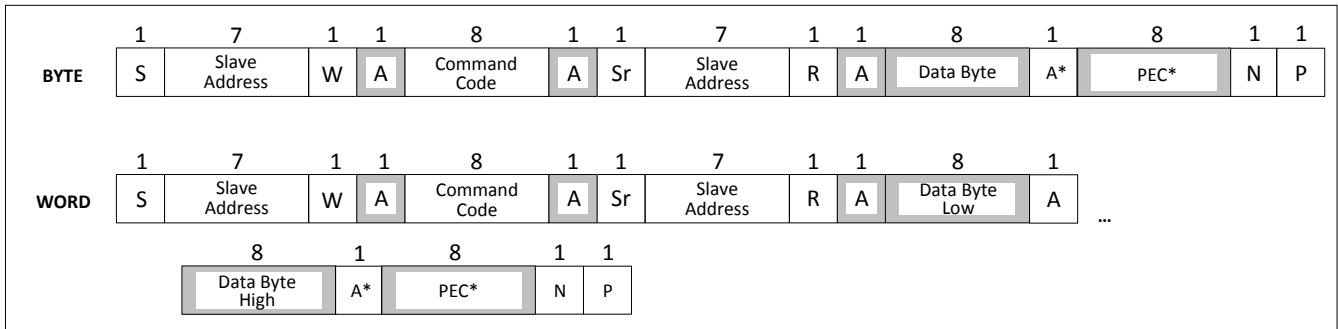 1 7 1 1 8 1 1 7 1 1 8 1 8 1 1
BYTE S Slave Address W A Command Code A Sr Slave Address R A Data Byte A* PEC* N P
1 7 1 1 8 1 1 7 1 1 8 1
WORD S Slave Address W A Command Code A Sr Slave Address R A Data Byte Low A ...
8 1 8 1 1
Data Byte High A* PEC* N P